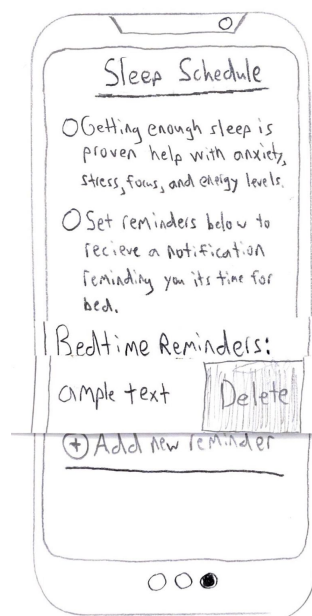 Sleep Schedule
Getting enough sleep is
proven help with anxiety,
stress, focus, and energy levels.
Set reminders below to
recieve a notification
reminding you its time for
bed.
Bedtime Reminders:
ample text Delete
+ Add new reminder